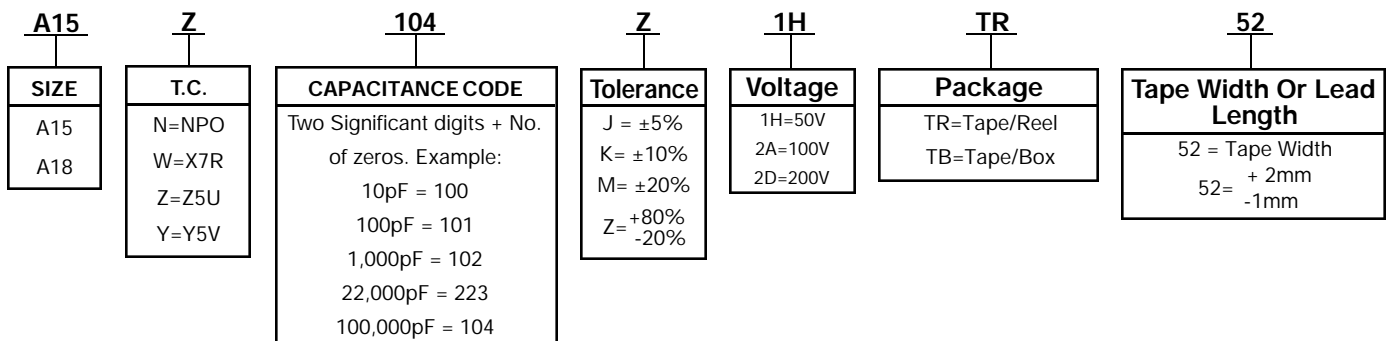 A15 Z 104 Z 1H TR 52
SIZE
A15
A18
T.C.
N=NPO
W=X7R
Z=Z5U
Y=Y5V
CAPACITANCE CODE
Two Significant digits + No.
of zeros. Example:
10pF = 100
100pF = 101
1,000pF = 102
22,000pF = 223
100,000pF = 104
Tolerance
J = ±5%
K= ±10%
M= ±20%
Z= +80%
-20%
Voltage
1H=50V
2A=100V
2D=200V
Package
TR=Tape/Reel
TB=Tape/Box
Tape Width Or Lead
Length
52 = Tape Width
52= + 2mm
-1mm